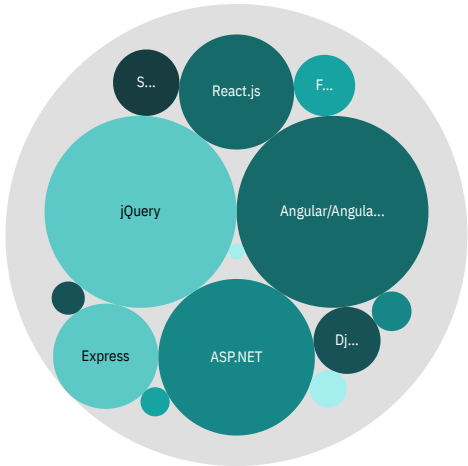 S...
React.js
F...
jQuery
Angular/Angula...
Express
ASP.NET
Dj...